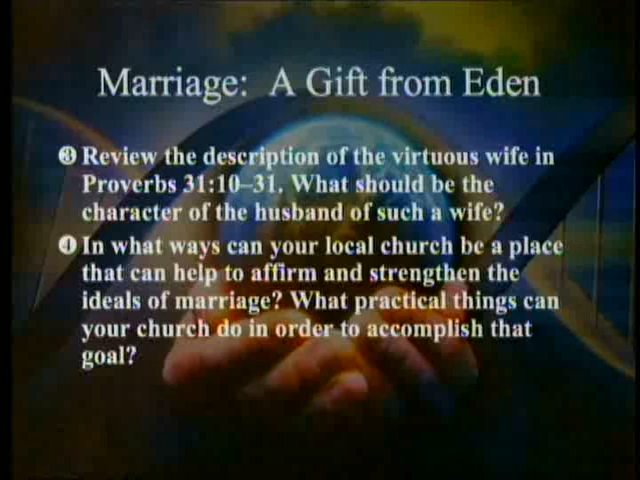 Marriage: A Gift from Eden
❸ Review the description of the virtuous wife in
Proverbs 31:10–31. What should be the
character of the husband of such a wife?
❹ In what ways can your local church be a place
that can help to affirm and strengthen the
ideals of marriage? What practical things can
your church do in order to accomplish that
goal?